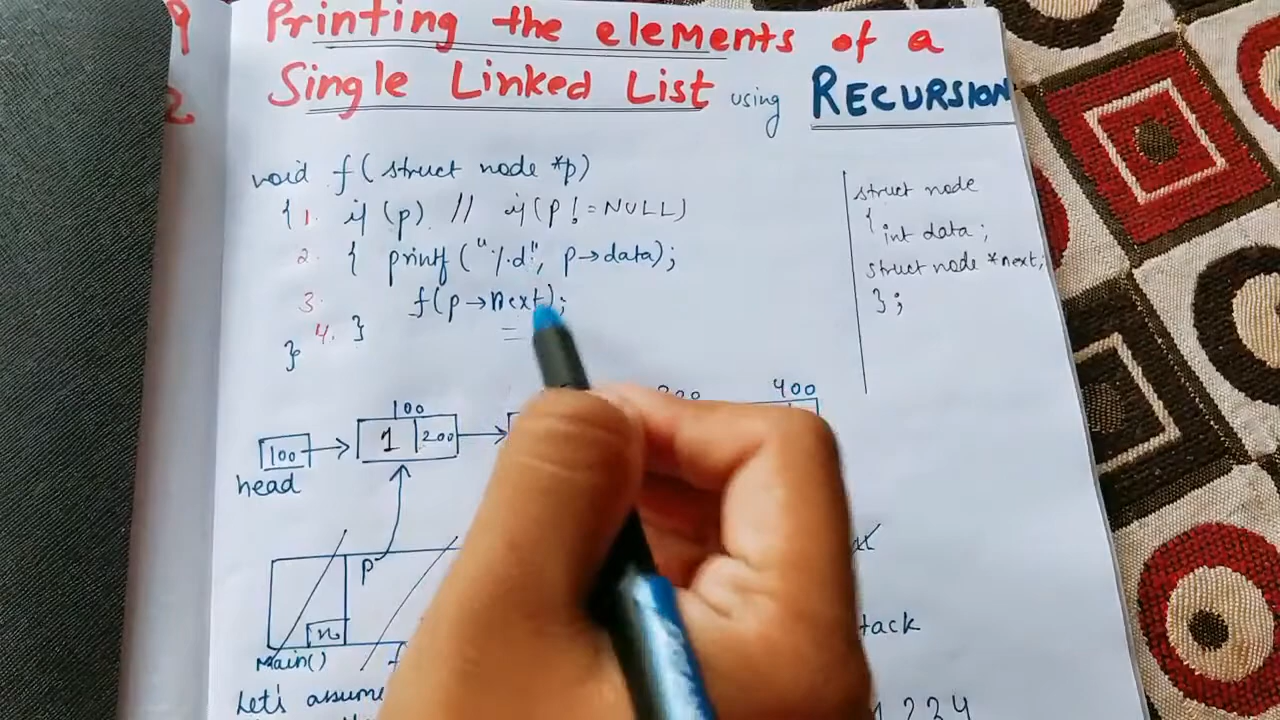 9
Printing the elements of a
2
Single Linked List using RECURSION
void f( struct node *p)
{ 1. if (p) // if (p != NULL)
2. { printf ("%d", p→data);
3. f(p→next);
4. }
}
struct node
{ int data;
struct node *next;
};
100
400
100
1 200
head
p
n
Main()
f
tack
Let's assume